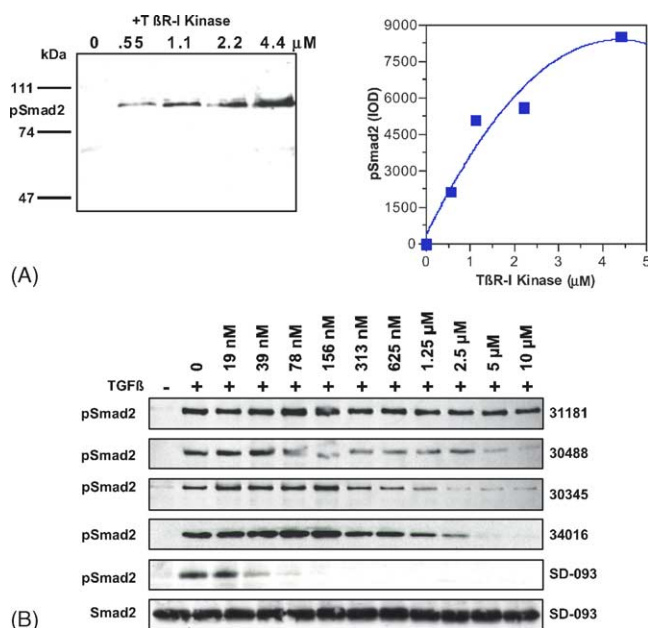 +T ßR-I Kinase
kDa 0 .55 1.1 2.2 4.4 µM
111
pSmad2
74
47
(A)
pSmad2 (IOD)
9000
7500
6000
4500
3000
1500
0
0 1 2 3 4 5
TßR-I Kinase (µM)
0 19 nM 39 nM 78 nM 156 nM 313 nM 625 nM 1.25 µM 2.5 µM 5 µM 10 µM
TGFß - + + + + + + + + + + +
pSmad2 31181
pSmad2 30488
pSmad2 30345
pSmad2 34016
pSmad2 SD-093
Smad2 SD-093
(B)